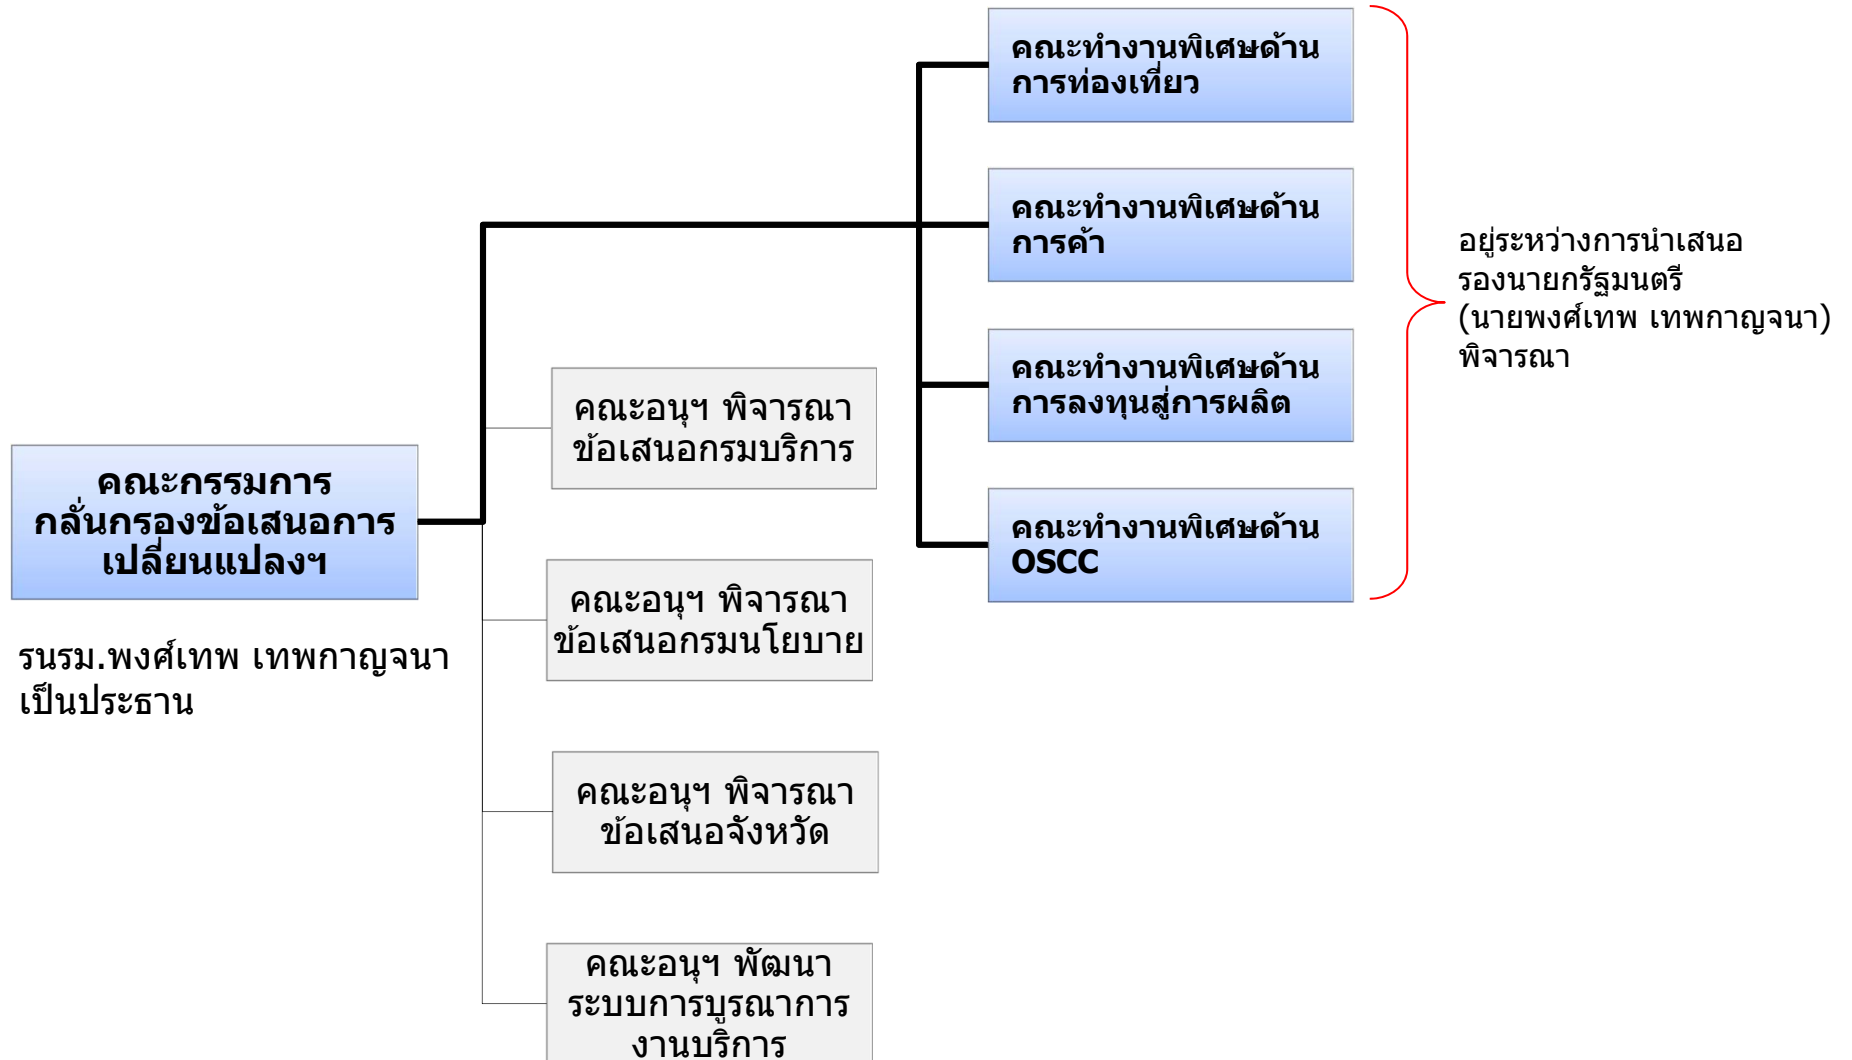 คณะทำงานพิเศษด้าน
การท่องเที่ยว
คณะทำงานพิเศษด้าน
การค้า
คณะทำงานพิเศษด้าน
การลงทุนสู่การผลิต
คณะทำงานพิเศษด้าน
OSCC
อยู่ระหว่างการนำเสนอ
รองนายกรัฐมนตรี
(นายพงศ์เทพ เทพกาญจนา)
พิจารณา
คณะกรรมการ
กลั่นกรองข้อเสนอการ
เปลี่ยนแปลงฯ
รนรม.พงศ์เทพ เทพกาญจนา
เป็นประธาน
คณะอนุฯ พิจารณา
ข้อเสนอกรมบริการ
คณะอนุฯ พิจารณา
ข้อเสนอกรมนโยบาย
คณะอนุฯ พิจารณา
ข้อเสนอจังหวัด
คณะอนุฯ พัฒนา
ระบบการบูรณาการ
งานบริการ